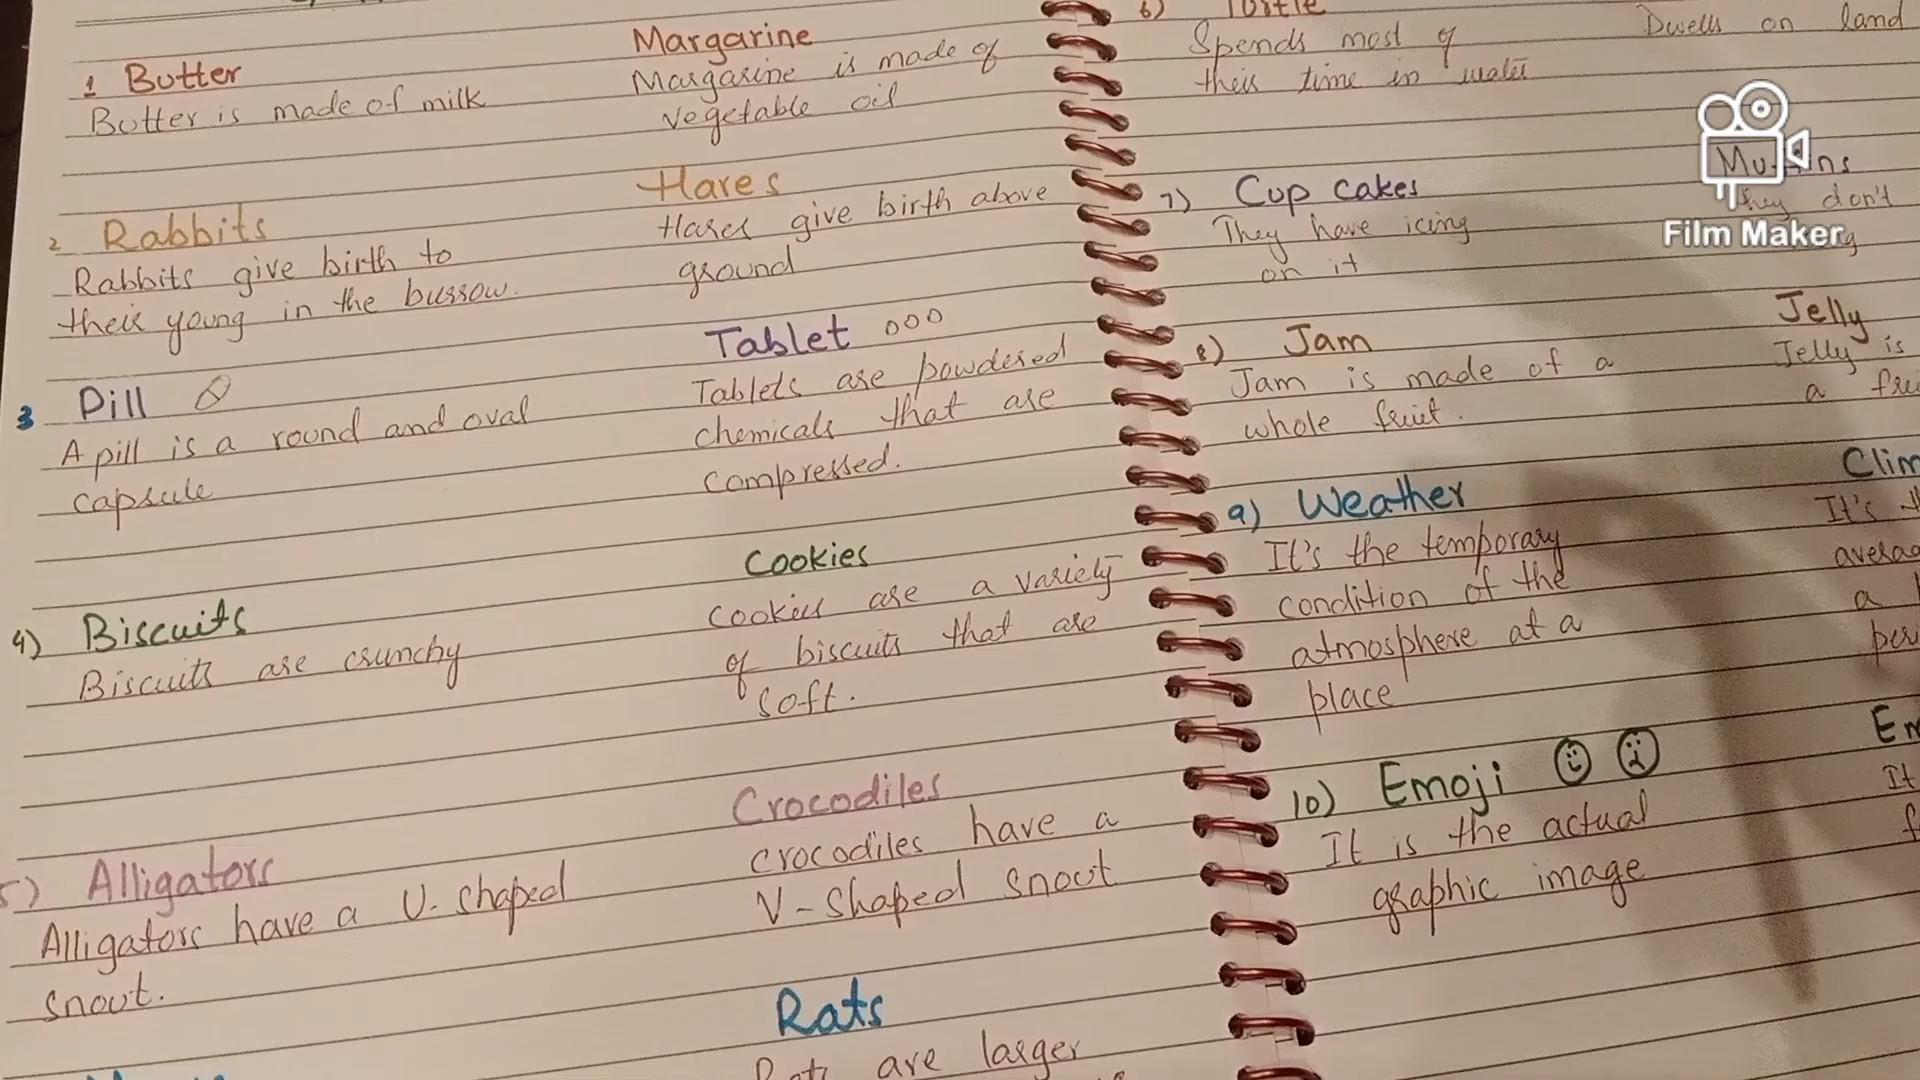 1 Butter
Butter is made of milk
Margarine
Margarine is made of
vegetable oil
2 Rabbits
Rabbits give birth to
their young in the burrow.
Hares
Hares give birth above
ground
3 Pill
A pill is a round and oval
capsule
Tablet
Tablets are powdered
chemicals that are
compressed.
4) Biscuits
Biscuits are crunchy
Cookies
Cookies are a variety
of biscuits that are
soft.
5) Alligators
Alligators have a U-shaped
snout.
Crocodiles
crocodiles have a
V-shaped snout
Rats
are larger
6) Turtle
Spends most of
their time in water
Dwells on land
7) Cup cakes
They have icing
on it
They don't
8) Jam
Jam is made of a
whole fruit.
Jelly
Jelly is
a
9) Weather
It's the temporary
condition of the
atmosphere at a
place
It's
a
10) Emoji
It is the actual
graphic image
It
Film Maker